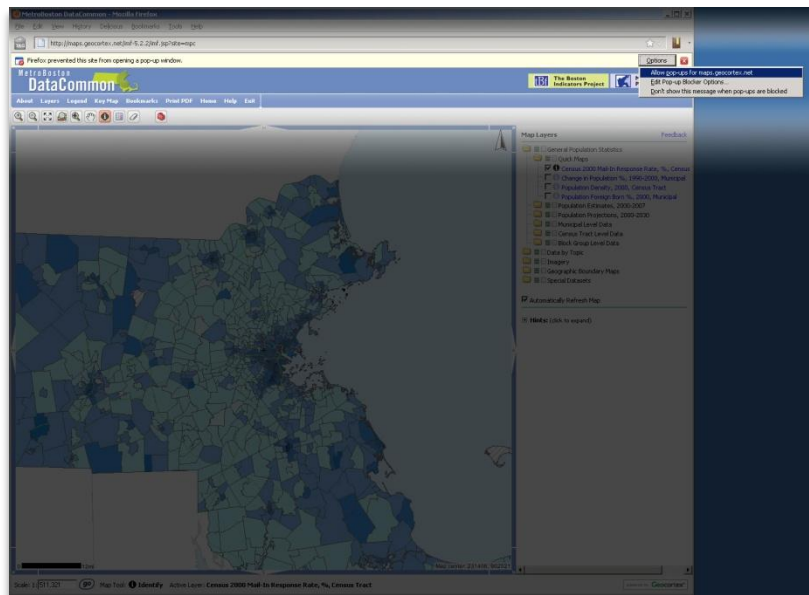 MetroBoston DataCommon - Mozilla Firefox
File Edit View History Delicious Bookmarks Tools Help
http://maps.geocortex.net/imf-5.2.2/imf.jsp?site=mapc
Firefox prevented this site from opening a pop-up window.
Options
Allow pop-ups for maps.geocortex.net
Edit Pop-up Blocker Options...
Don't show this message when pop-ups are blocked
MetroBoston
DataCommon
The Boston
Indicators Project
About Layers Legend Key Map Bookmarks Print PDF Home Help Exit
Map Layers
Feedback
General Population Statistics
Quick Maps
Census 2000 Mail-In Response Rate, %, Census
Change in Population %, 1990-2000, Municipal
Population Density, 2000, Census Tract
Population Foreign Born %, 2000, Municipal
Population Estimates, 2000-2007
Population Projections, 2000-2030
Municipal Level Data
Census Tract Level Data
Block Group Level Data
Data by Topic
Imagery
Geographic Boundary Maps
Special Datasets
Automatically Refresh Map
Hints: (click to expand)
Scale: 1:511,321
Map Tool: Identify Active Layer: Census 2000 Mail-In Response Rate, %, Census Tract
Geocortex